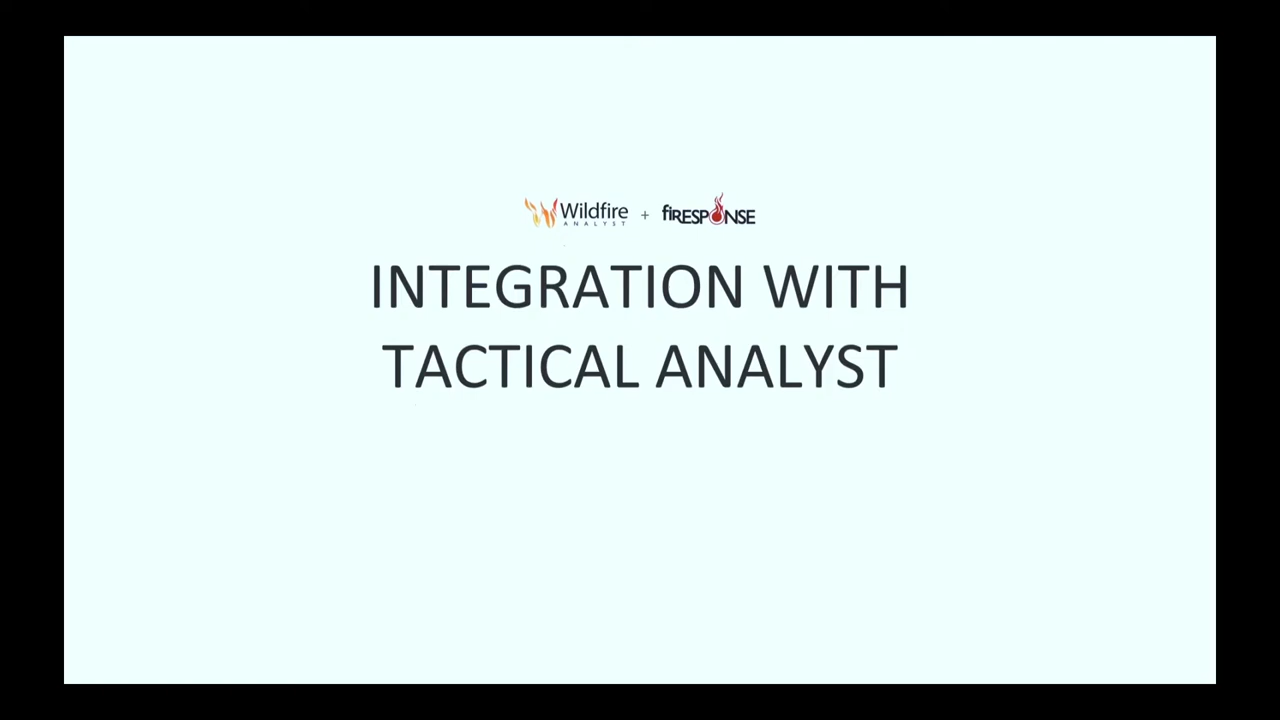 Wildfire ANALYST + fiRESPONSE
INTEGRATION WITH
TACTICAL ANALYST